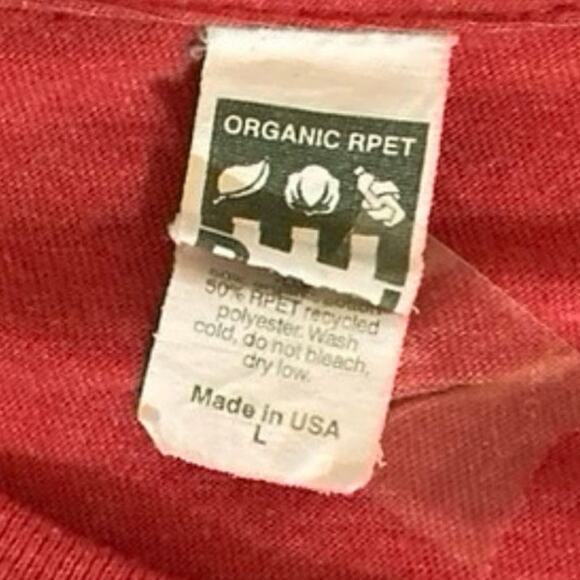 ORGANIC RPET
50% RPET recycled
polyester. Wash
cold, do not bleach,
dry low.
Made in USA
L